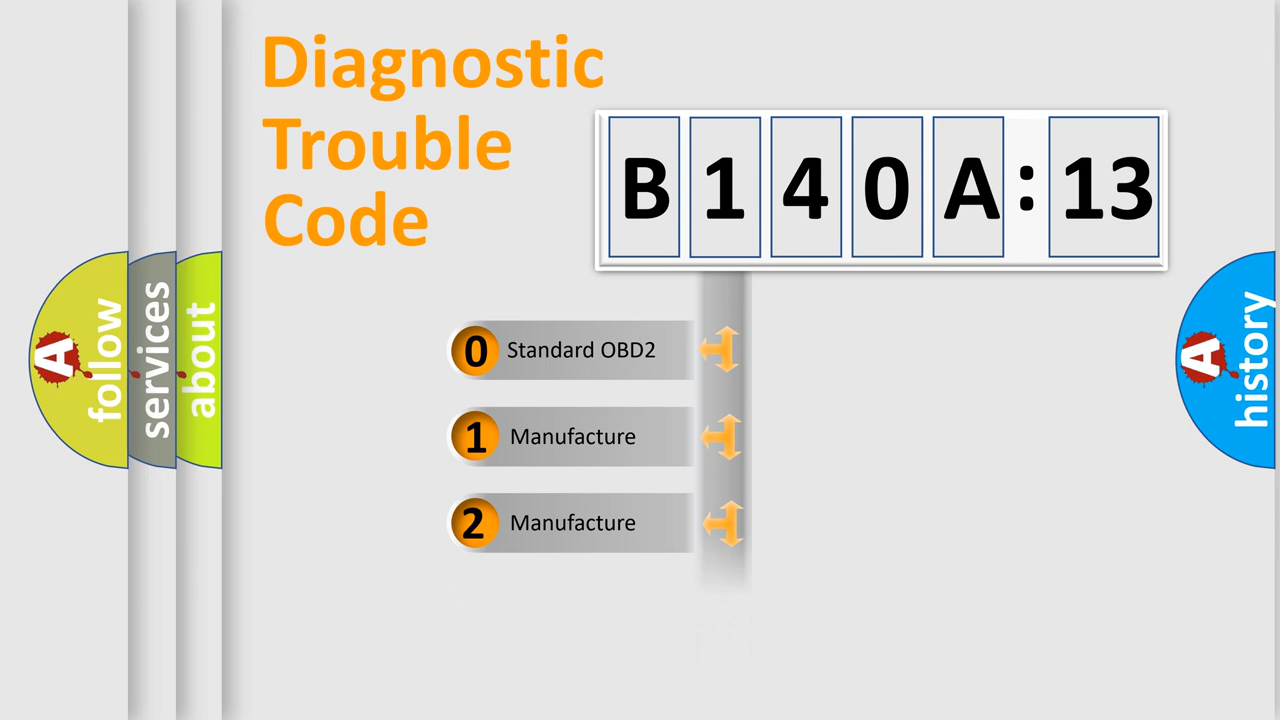 Diagnostic
Trouble
Code
B 1 4 0 A : 13
0 Standard OBD2
1 Manufacture
2 Manufacture
A follow
services
about
A history